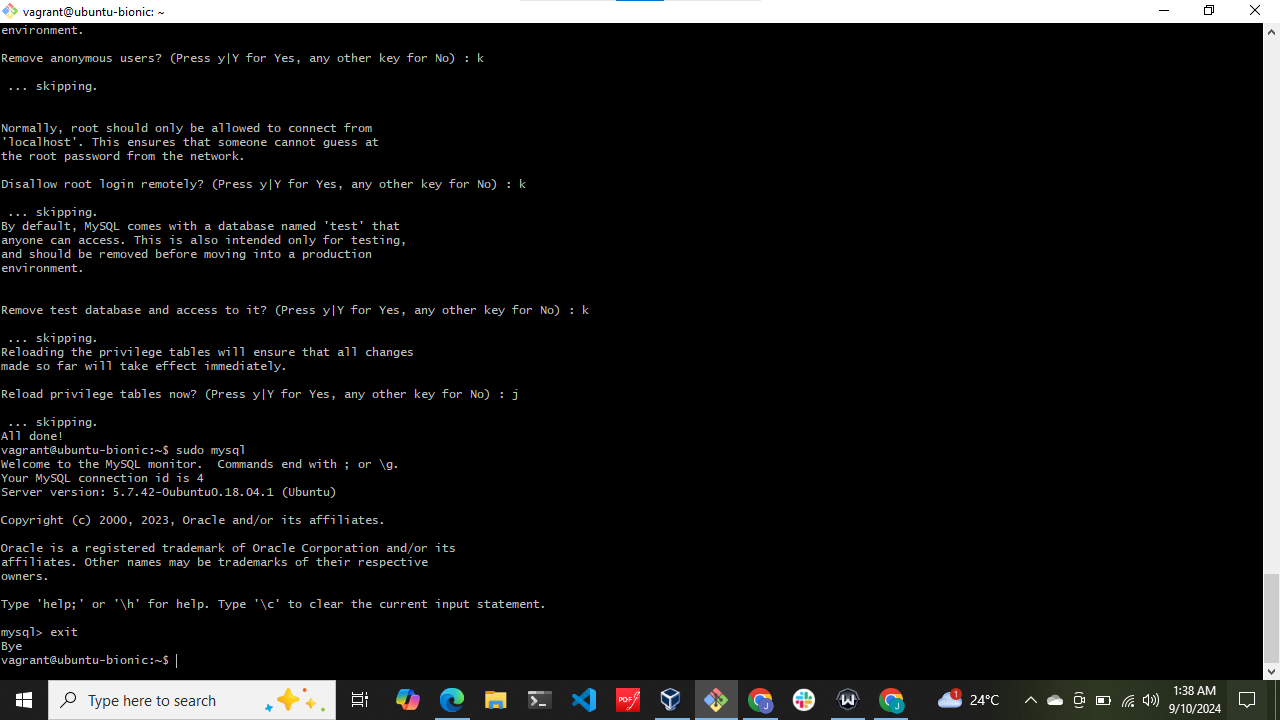 vagrant@ubuntu-bionic: ~
environment.
Remove anonymous users? (Press y|Y for Yes, any other key for No) : k
... skipping.
Normally, root should only be allowed to connect from
'localhost'. This ensures that someone cannot guess at
the root password from the network.
Disallow root login remotely? (Press y|Y for Yes, any other key for No) : k
... skipping.
By default, MySQL comes with a database named 'test' that
anyone can access. This is also intended only for testing,
and should be removed before moving into a production
environment.
Remove test database and access to it? (Press y|Y for Yes, any other key for No) : k
... skipping.
Reloading the privilege tables will ensure that all changes
made so far will take effect immediately.
Reload privilege tables now? (Press y|Y for Yes, any other key for No) : j
... skipping.
All done!
vagrant@ubuntu-bionic:~$ sudo mysql
Welcome to the MySQL monitor.  Commands end with ; or \g.
Your MySQL connection id is 4
Server version: 5.7.42-0ubuntu0.18.04.1 (Ubuntu)
Copyright (c) 2000, 2023, Oracle and/or its affiliates.
Oracle is a registered trademark of Oracle Corporation and/or its
affiliates. Other names may be trademarks of their respective
owners.
Type 'help;' or '\h' for help. Type '\c' to clear the current input statement.
mysql> exit
Bye
vagrant@ubuntu-bionic:~$
Type here to search
PDF
J
W
J
1
24°C
1:38 AM
9/10/2024